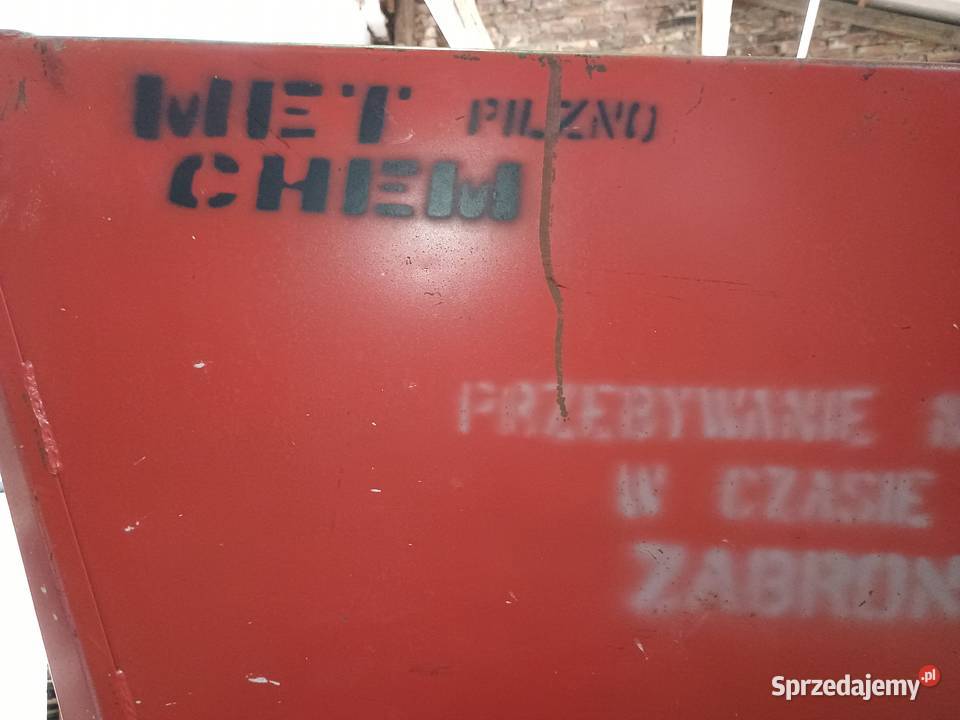 MET PILZNO
CHEM
PRZEBYWANIE
W CZASIE
ZABRON
Sprzedajemy.pl